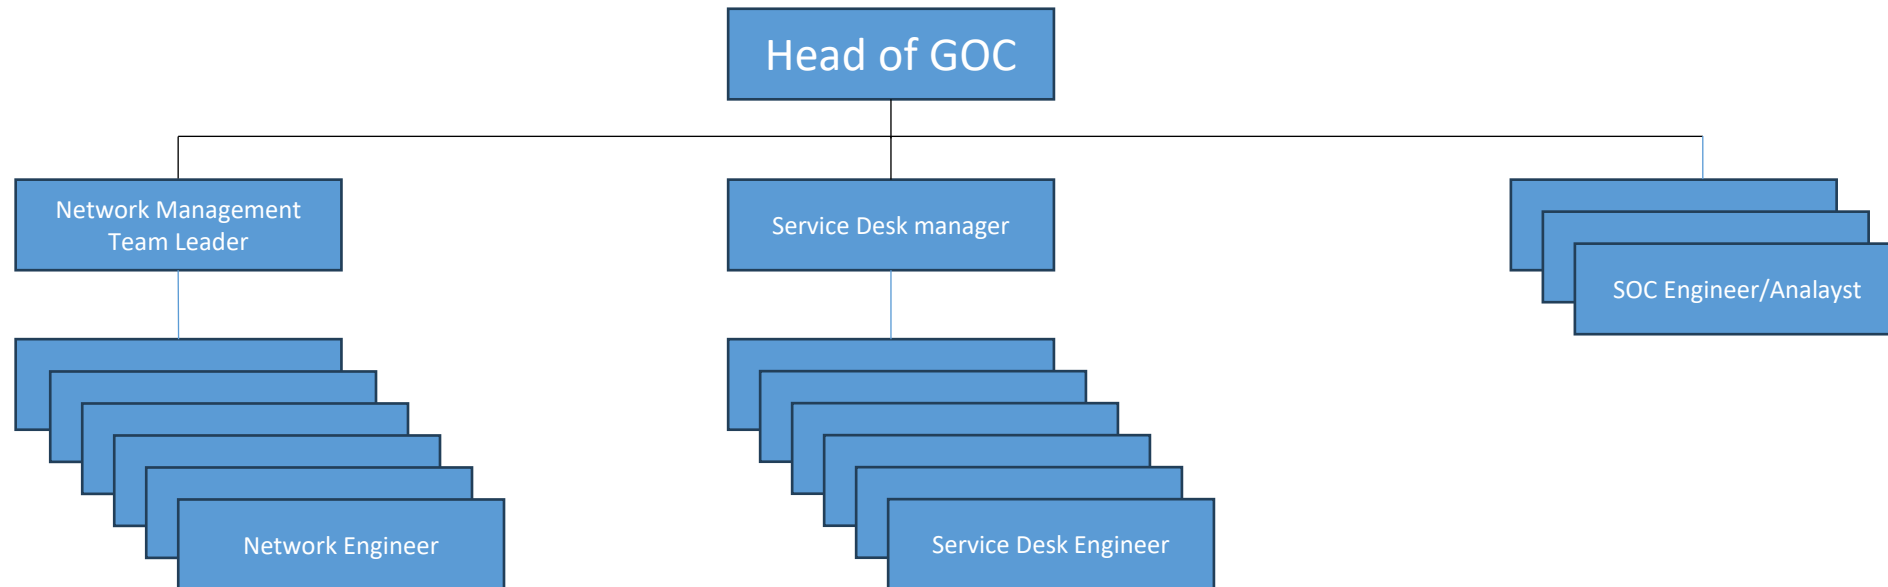 Head of GOC
Network Management
Team Leader
Service Desk manager
SOC Engineer/Analayst
Network Engineer
Service Desk Engineer